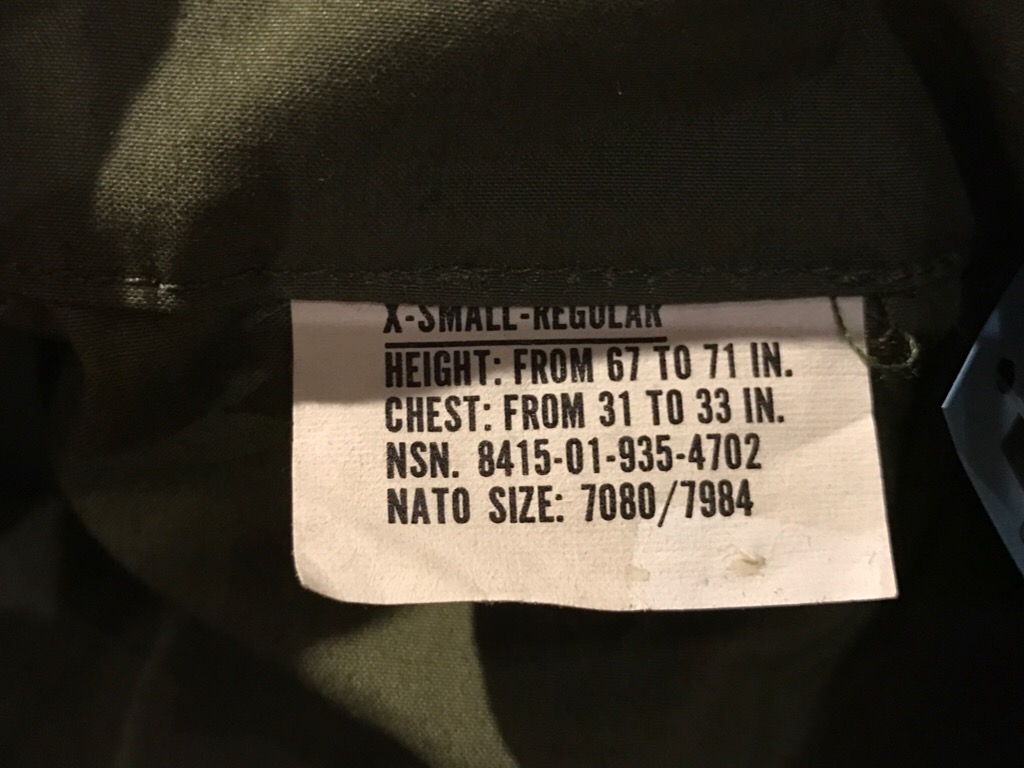 X-SMALL-REGULAR
HEIGHT: FROM 67 TO 71 IN.
CHEST: FROM 31 TO 33 IN.
NSN. 8415-01-935-4702
NATO SIZE: 7080/7984